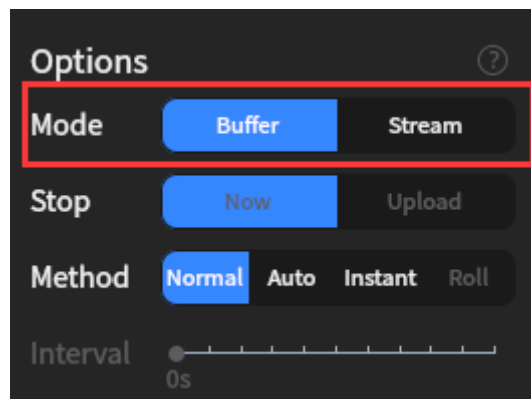 Options ?
Mode Buffer Stream
Stop Now Upload
Method Normal Auto Instant Roll
Interval
0s